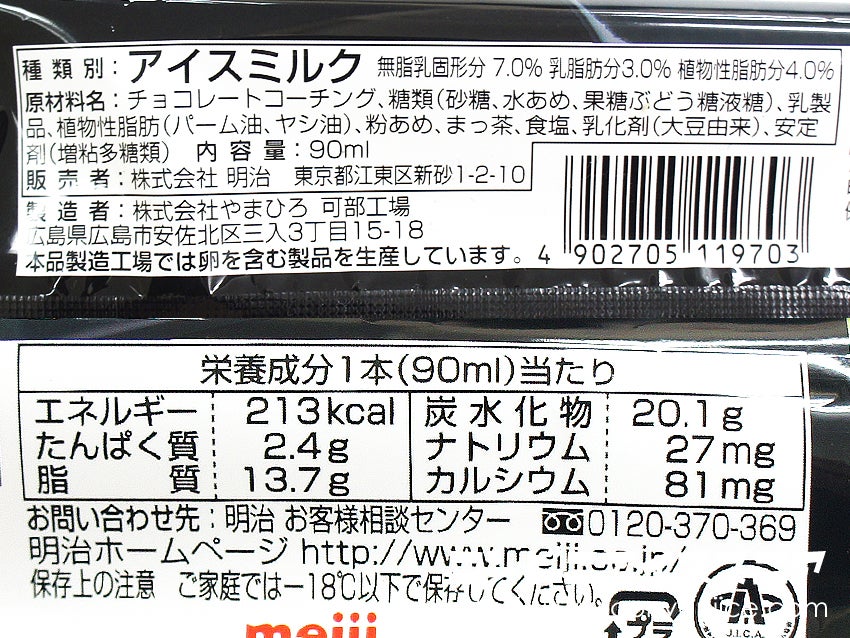 種類別：アイスミルク 無脂乳固形分 7.0% 乳脂肪分3.0% 植物性脂肪分4.0%
原材料名：チョコレートコーチング、糖類(砂糖、水あめ、果糖ぶどう糖液糖)、乳製
品、植物性脂肪(パーム油、ヤシ油)、粉あめ、まっ茶、食塩、乳化剤(大豆由来)、安定
剤(増粘多糖類) 内容量：90ml
販売者：株式会社 明治 東京都江東区新砂1-2-10
製造者：株式会社やまひろ 可部工場
広島県広島市安佐北区三入3丁目15-18
本品製造工場では卵を含む製品を生産しています。
4 902705 119703
栄養成分1本(90ml)当たり
エネルギー 213kcal 炭水化物 20.1g
たんぱく質 2.4g ナトリウム 27mg
脂質 13.7g カルシウム 81mg
お問い合わせ先：明治 お客様相談センター 0120-370-369
明治ホームページ http://www.meiji.co.jp/
保存上の注意 ご家庭では－18℃以下で保存してください。
meiji
プラ
J.I.C.A.